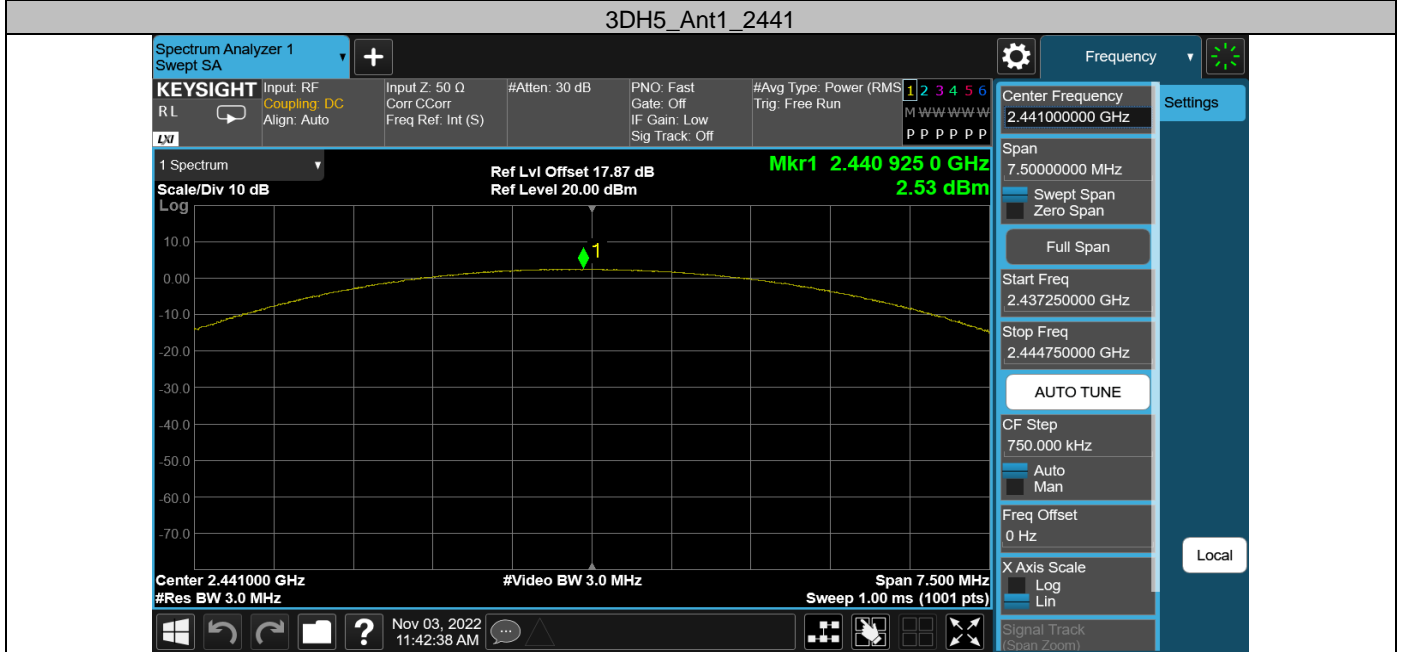 3DH5_Ant1_2441
Spectrum Analyzer 1
Swept SA
Frequency
KEYSIGHT
Input: RF
Input Z: 50 Ω
#Atten: 30 dB
PNO: Fast
#Avg Type: Power (RMS
1 2 3 4 5 6
R L
Coupling: DC
Corr CCorr
Gate: Off
Trig: Free Run
M W W W W W
Align: Auto
Freq Ref: Int (S)
IF Gain: Low
Sig Track: Off
P P P P P P
LXI
Center Frequency
2.441000000 GHz
Settings
Span
7.50000000 MHz
Swept Span
Zero Span
Full Span
Start Freq
2.437250000 GHz
Stop Freq
2.444750000 GHz
AUTO TUNE
CF Step
750.000 kHz
Auto
Man
Freq Offset
0 Hz
X Axis Scale
Log
Lin
Signal Track
(Span Zoom)
Local
1 Spectrum
Ref Lvl Offset 17.87 dB
Mkr1 2.440 925 0 GHz
Scale/Div 10 dB
Ref Level 20.00 dBm
2.53 dBm
Log
1
10.0
0.00
-10.0
-20.0
-30.0
-40.0
-50.0
-60.0
-70.0
Center 2.441000 GHz
#Video BW 3.0 MHz
Span 7.500 MHz
#Res BW 3.0 MHz
Sweep 1.00 ms (1001 pts)
?
Nov 03, 2022
11:42:38 AM